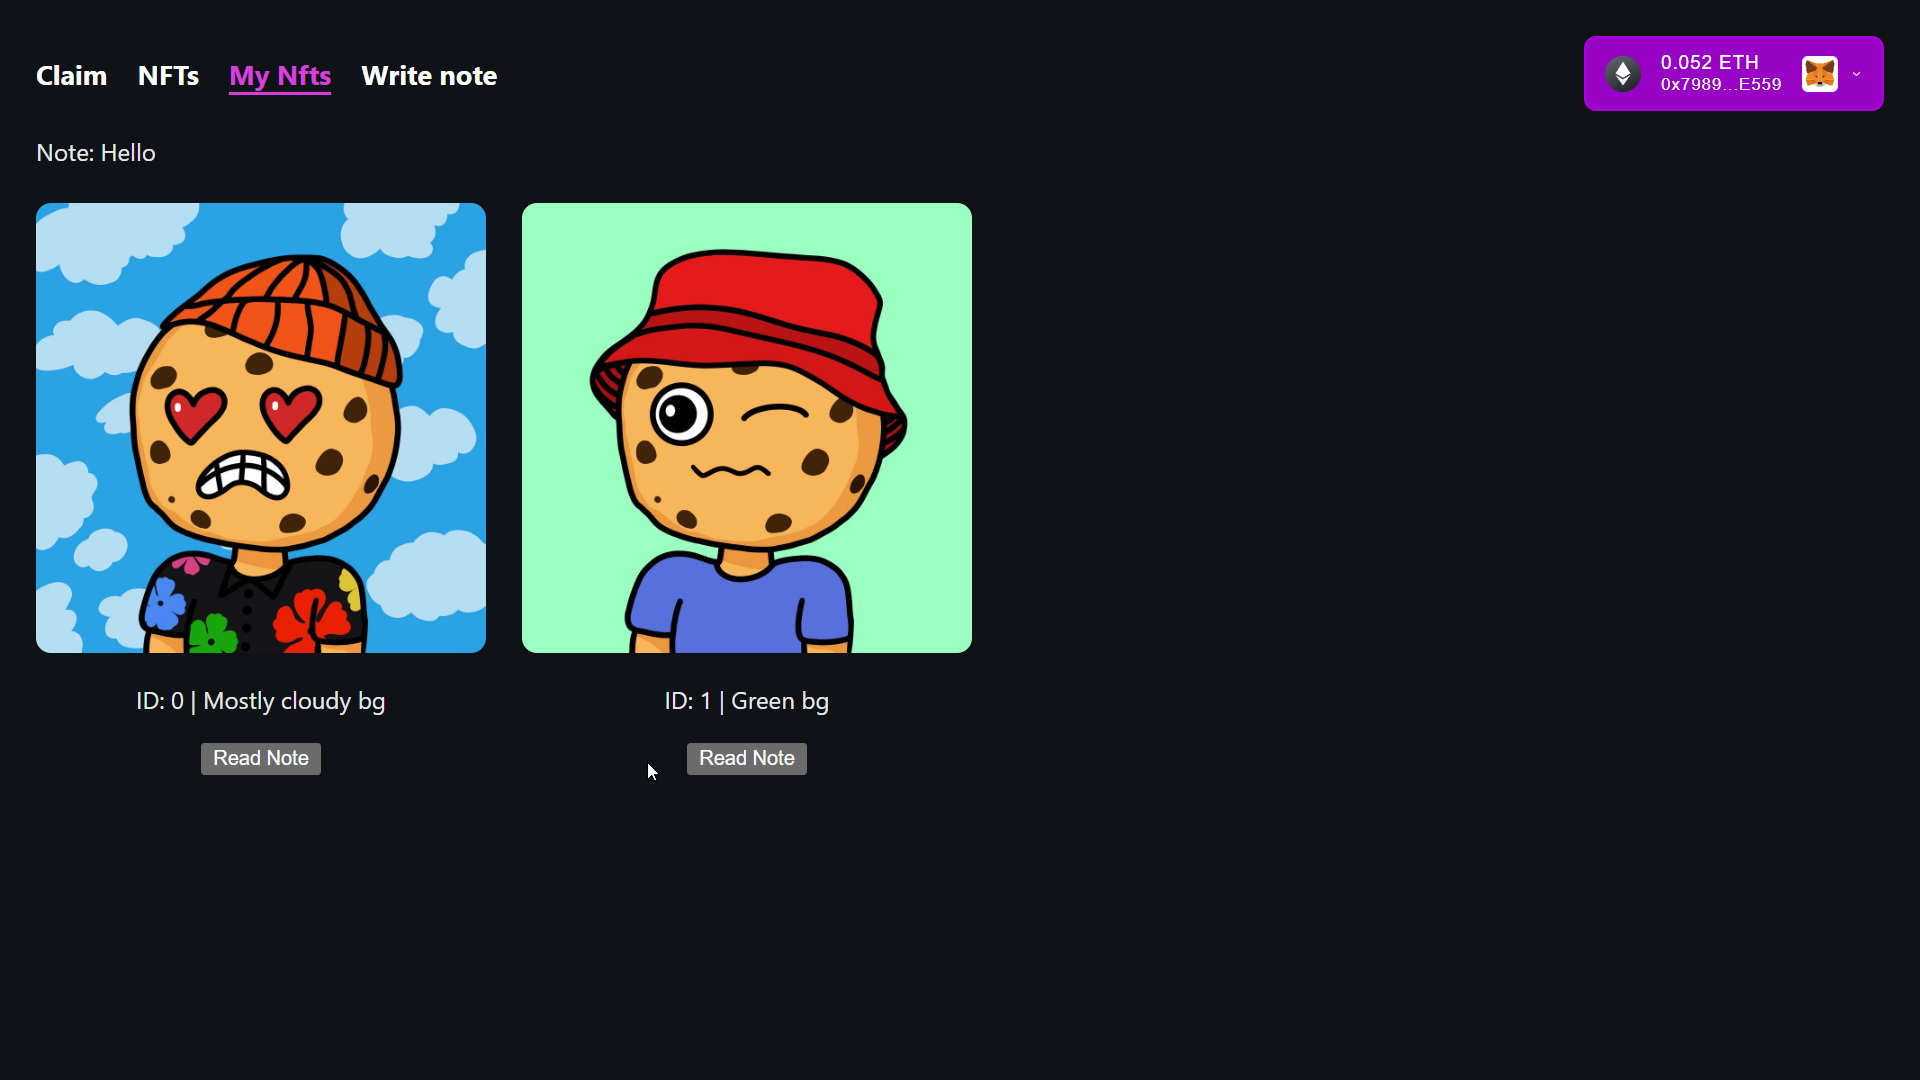 Claim NFTs My Nfts Write note
0.052 ETH
0x7989...E559
Note: Hello
ID: 0 | Mostly cloudy bg
Read Note
ID: 1 | Green bg
Read Note